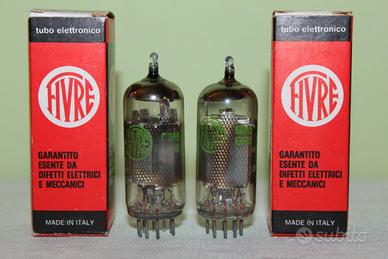 tubo elettronico
FIVRE
GARANTITO
ESENTE DA
DIFETTI ELETTRICI
E MECCANICI
MADE IN ITALY
tubo elettronico
FIVRE
GARANTITO
ESENTE DA
DIFETTI ELETTRICI
E MECCANICI
MADE IN ITALY
subito